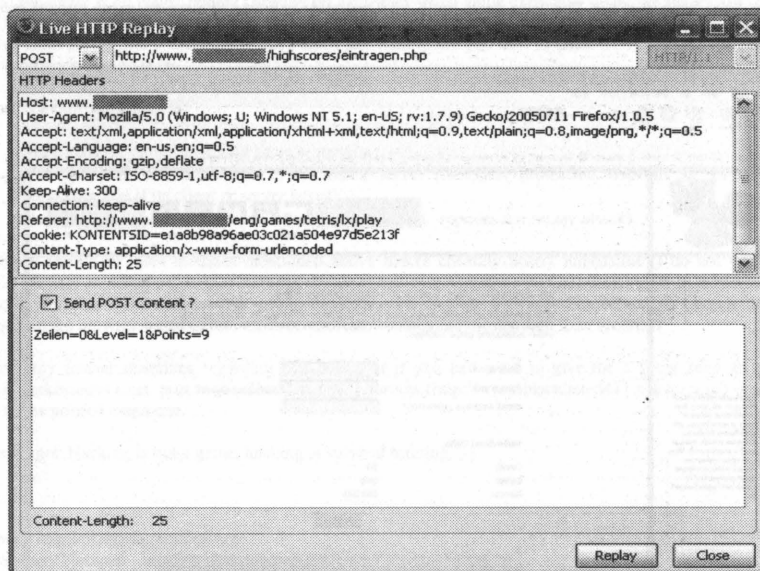 Live HTTP Replay
POST http://www. /highscores/eintragen.php HTTP/1.1
HTTP Headers
Host: www.
User-Agent: Mozilla/5.0 (Windows; U; Windows NT 5.1; en-US; rv:1.7.9) Gecko/20050711 Firefox/1.0.5
Accept: text/xml,application/xml,application/xhtml+xml,text/html;q=0.9,text/plain;q=0.8,image/png,*/*;q=0.5
Accept-Language: en-us,en;q=0.5
Accept-Encoding: gzip,deflate
Accept-Charset: ISO-8859-1,utf-8;q=0.7,*;q=0.7
Keep-Alive: 300
Connection: keep-alive
Referer: http://www. /eng/games/tetris/lx/play
Cookie: KONTENTSID=e1a8b98a96ae03c021a504e97d5e213f
Content-Type: application/x-www-form-urlencoded
Content-Length: 25
Send POST Content ?
Zeilen=0&Level=1&Points=9
Content-Length: 25
Replay Close